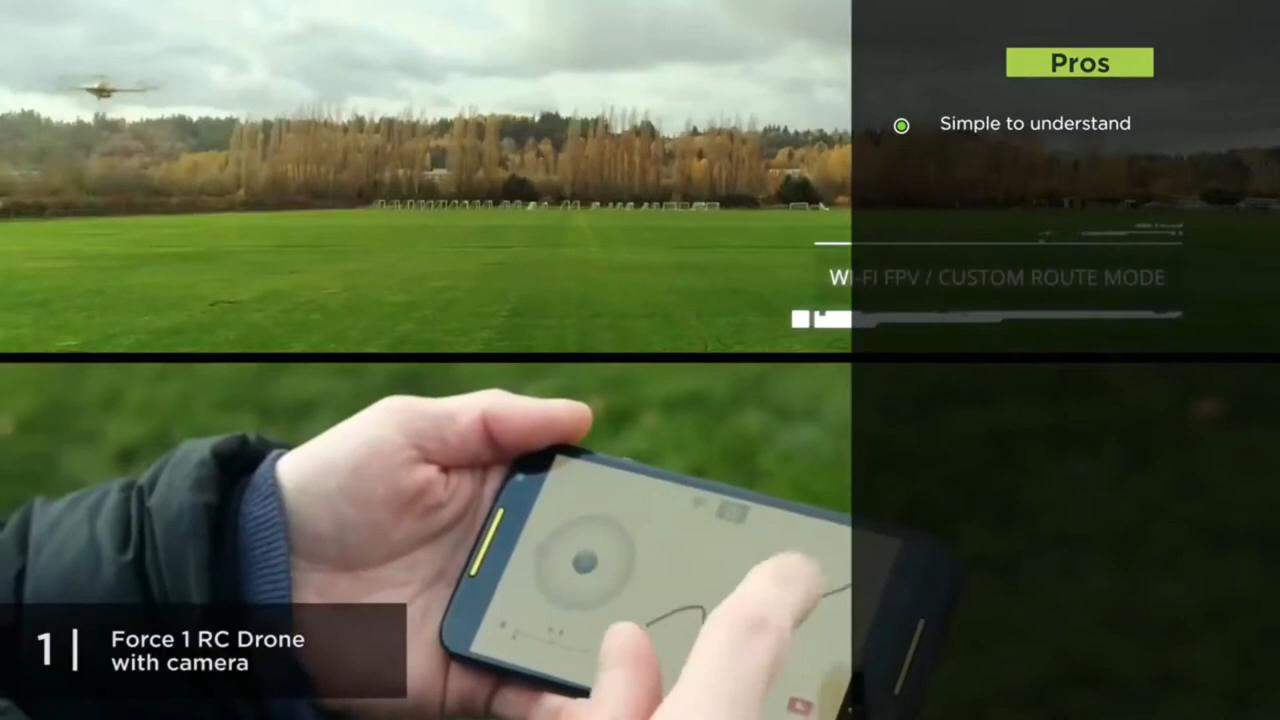 Pros
Simple to understand
WI-FI FPV / CUSTOM ROUTE MODE
1
Force 1 RC Drone
with camera